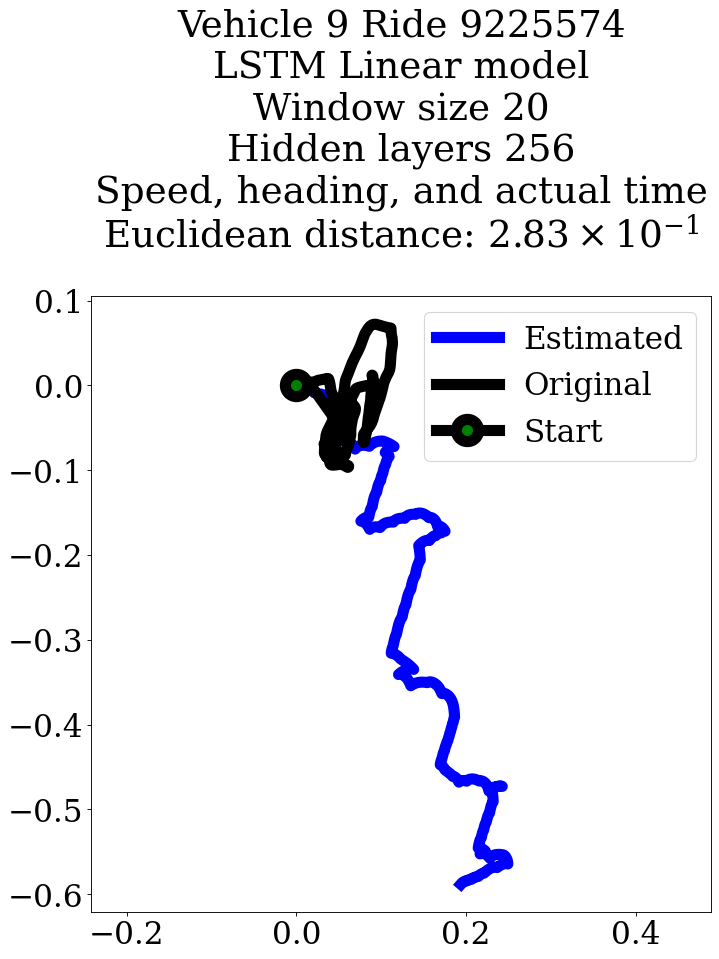 Vehicle 9 Ride 9225574
LSTM Linear model
Window size 20
Hidden layers 256
Speed, heading, and actual time
Euclidean distance: 2.83 × 10⁻¹
Estimated
Original
Start
0.1
0.0
−0.1
−0.2
−0.3
−0.4
−0.5
−0.6
−0.2 0.0 0.2 0.4